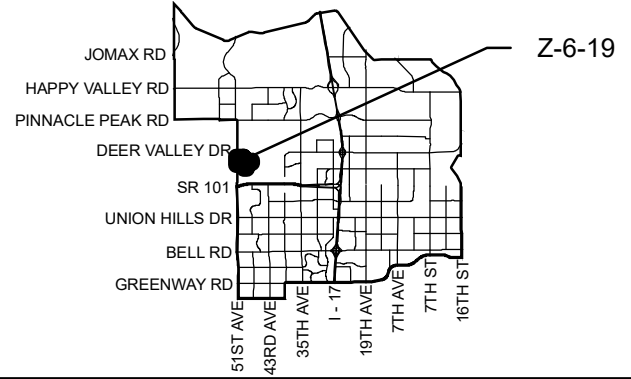 Z-6-19
JOMAX RD
HAPPY VALLEY RD
PINNACLE PEAK RD
DEER VALLEY DR
SR 101
UNION HILLS DR
BELL RD
GREENWAY RD
51ST AVE
43RD AVE
35TH AVE
I - 17
19TH AVE
7TH AVE
7TH ST
16TH ST